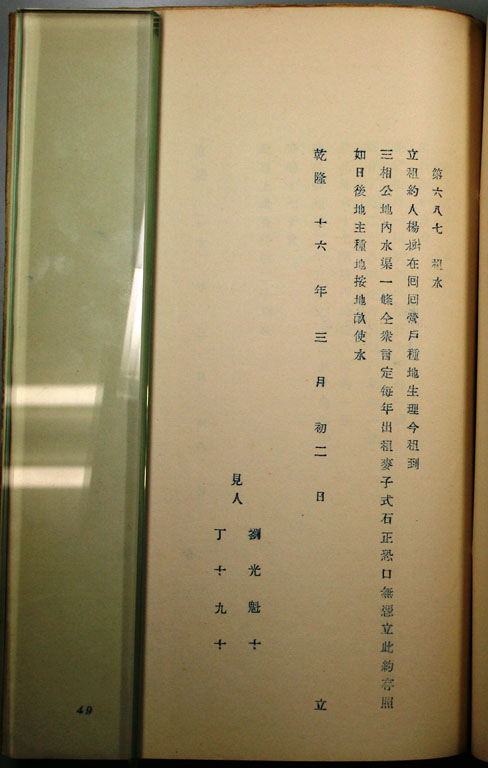 第六八七　租水
立租約人楊樹在回回營戶種地生理今租到
三相公地內水渠一條仝衆言定每年出租麥子式石正恐口無憑立此約存照
如日後地主種地按地畝使水
乾隆十六年三月初二日　立
見人
劉光魁十
丁十九十
49